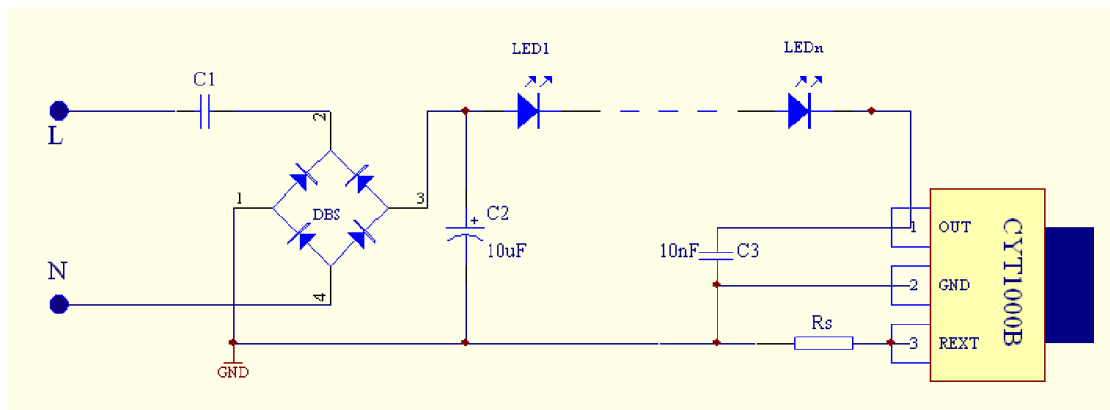 LED1
LEDn
C1
L
2
1
DBS
3
C2
+
10uF
10nF
C3
1
OUT
N
4
2
GND
Rs
3
REXT
CYT1000B
GND